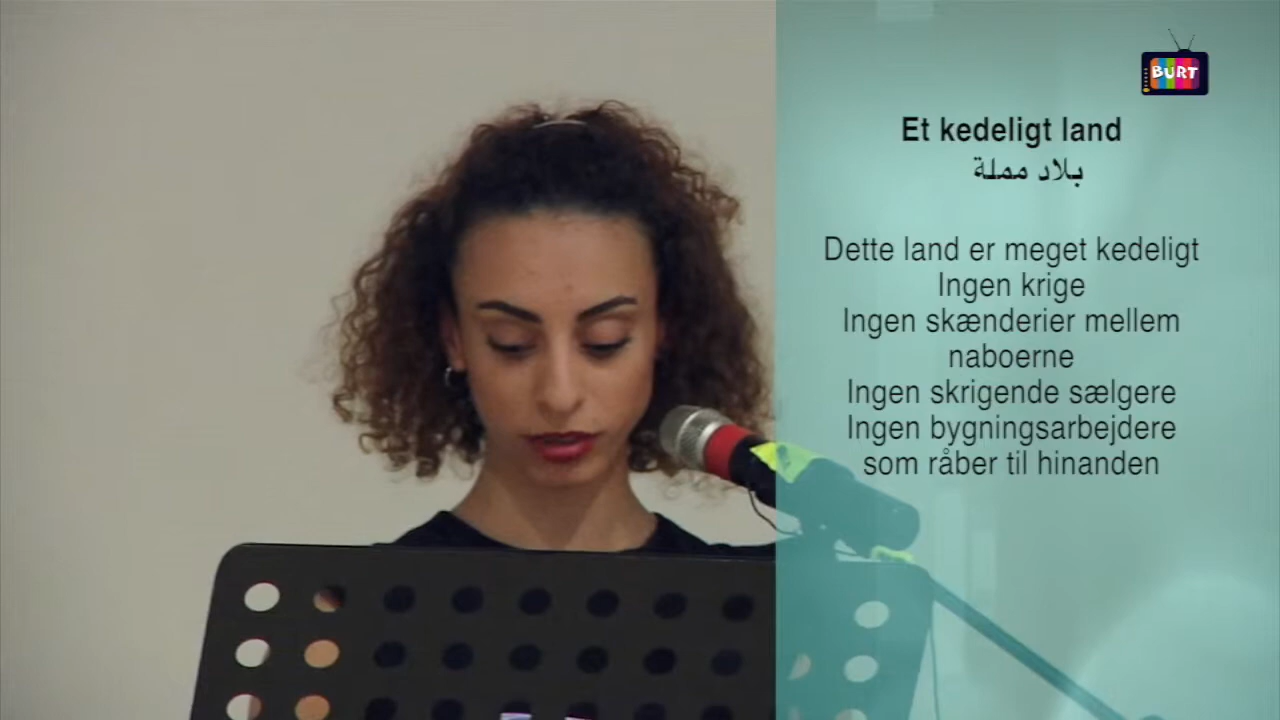 BURT
Et kedeligt land
بلاد مملة
Dette land er meget kedeligt
Ingen krige
Ingen skænderier mellem
naboerne
Ingen skrigende sælgere
Ingen bygningsarbejdere
som råber til hinanden